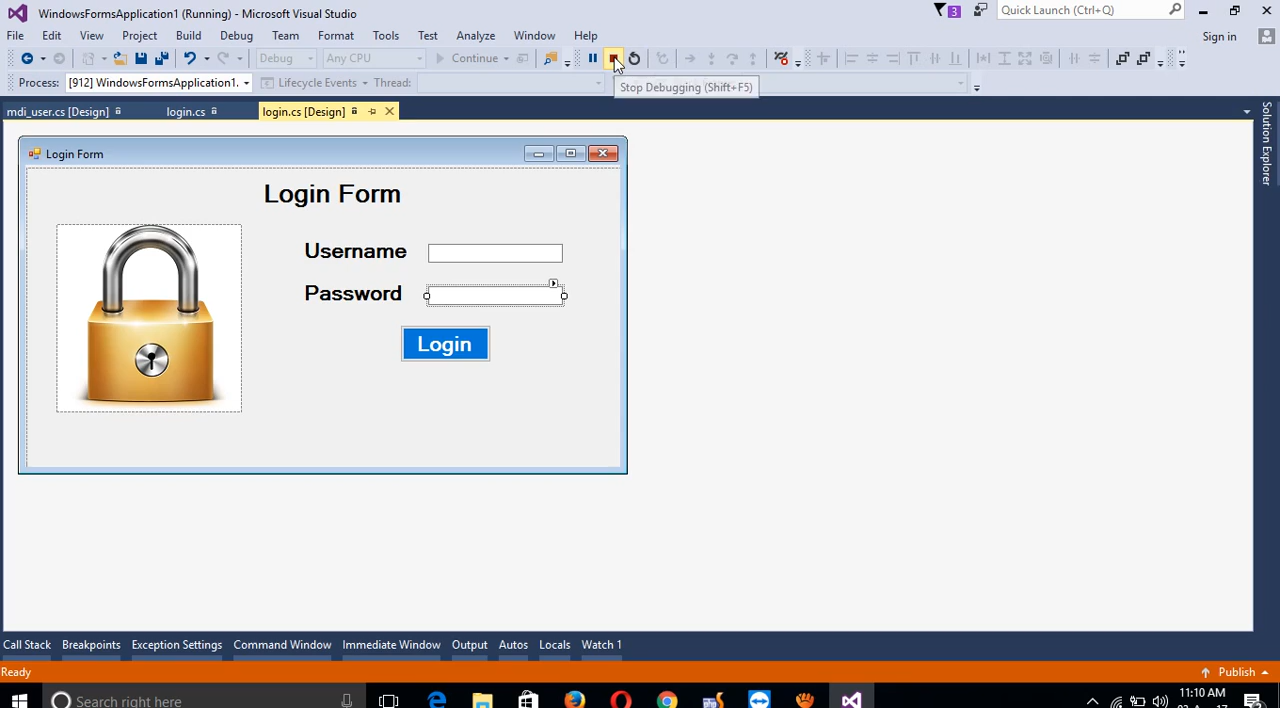 WindowsFormsApplication1 (Running) - Microsoft Visual Studio
3
Quick Launch (Ctrl+Q)
File Edit View Project Build Debug Team Format Tools Test Analyze Window Help
Sign in
Debug Any CPU Continue
Process: [912] WindowsFormsApplication1. Lifecycle Events Thread:
Stop Debugging (Shift+F5)
mdi_user.cs [Design] login.cs login.cs [Design]
Solution Explorer
Login Form
Login Form
Username
Password
Login
Call Stack Breakpoints Exception Settings Command Window Immediate Window Output Autos Locals Watch 1
Ready
Publish
Search right here
11:10 AM